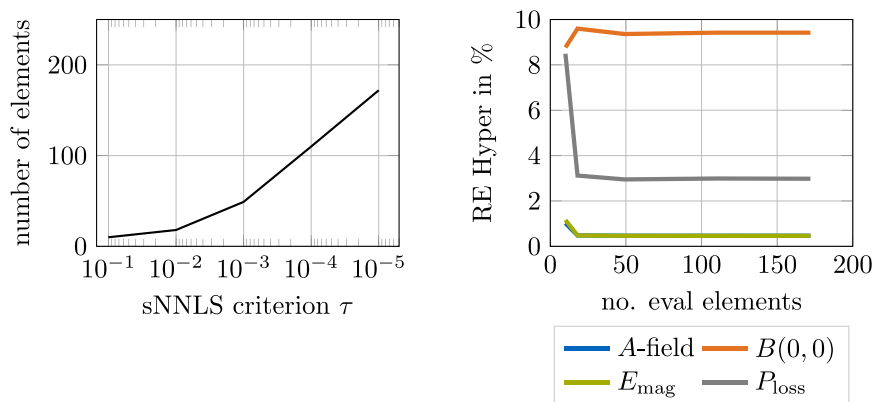 number of elements
200
100
0
10⁻¹ 10⁻² 10⁻³ 10⁻⁴ 10⁻⁵
sNNLS criterion τ
RE Hyper in %
10
8
6
4
2
0
0 50 100 150 200
no. eval elements
A-field B(0, 0)
E_mag P_loss